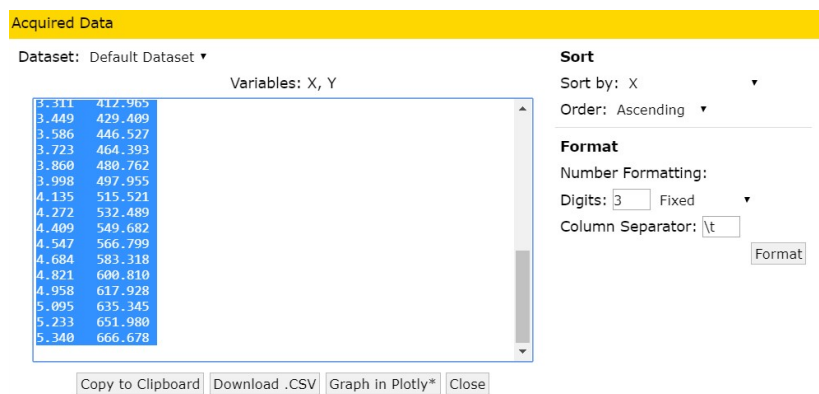 Acquired Data
Dataset: Default Dataset
Variables: X, Y
3.311 412.965
3.449 429.409
3.586 446.527
3.723 464.393
3.860 480.762
3.998 497.955
4.135 515.521
4.272 532.489
4.409 549.682
4.547 566.799
4.684 583.318
4.821 600.810
4.958 617.928
5.095 635.345
5.233 651.980
5.340 666.678
Copy to Clipboard Download .CSV Graph in Plotly* Close
Sort
Sort by: X
Order: Ascending
Format
Number Formatting:
Digits: 3 Fixed
Column Separator: \t
Format